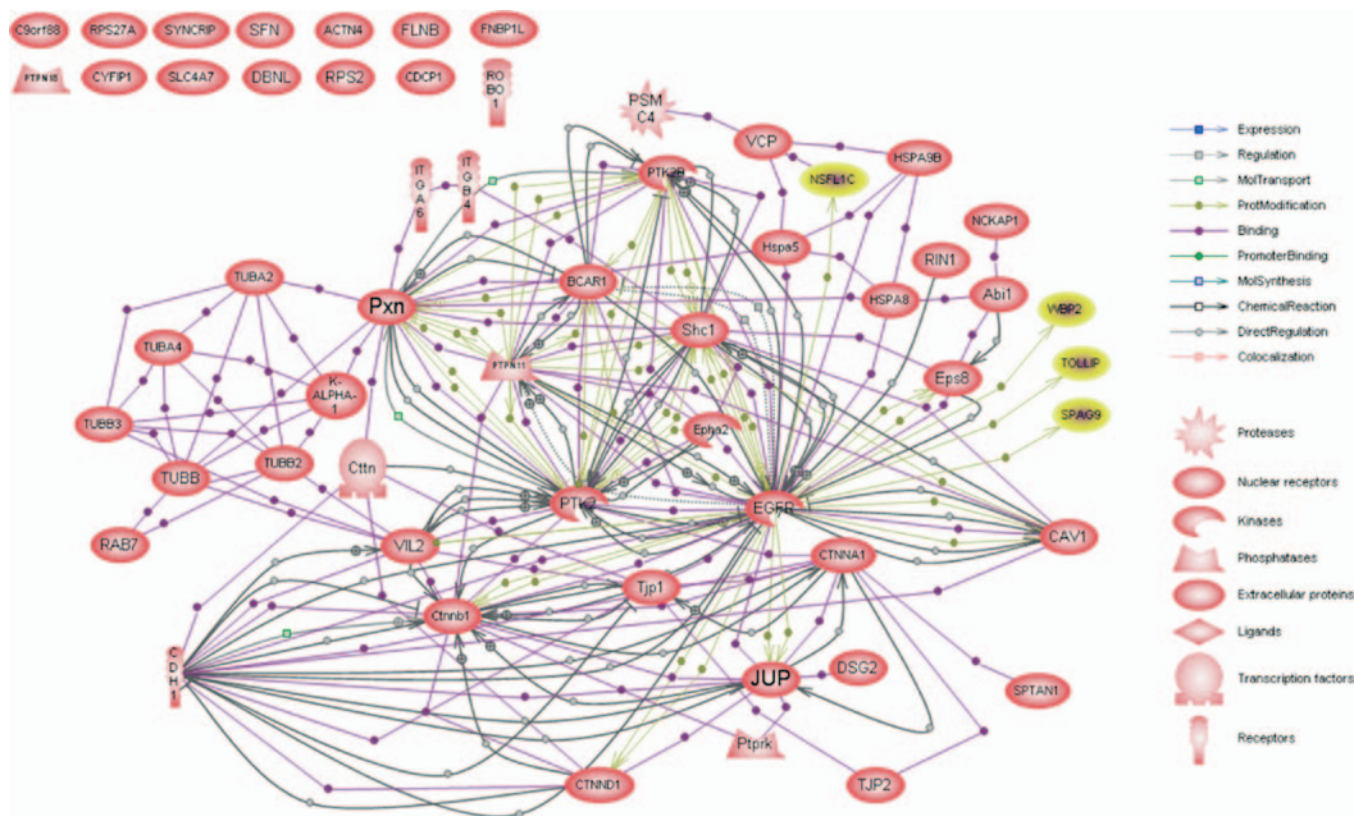 C9orf88
RPS27A
SYNCRIP
SFN
ACTN4
FLNB
FNBP1L
PTPN18
CYFIP1
SLC4A7
DBNL
RPS2
CDCP1
RO
BO
1
PSM
C4
VCP
HSPA9B
IT
GA
6
IT
GB
4
PTK2B
NSFL1C
NCKAP1
Hspa5
RIN1
TUBA2
BCAR1
Pxn
HSPA8
Abi1
WBP2
Shc1
TUBA4
PTPN11
TOLLIP
K-
ALPHA-
1
Eps8
SPAG9
TUBB3
Epha2
TUBB2
Cttn
TUBB
PTK2
EGFR
RAB7
VIL2
CAV1
CTNNA1
Tjp1
Ctnnb1
C
DH
1
JUP
DSG2
SPTAN1
Ptprk
CTNND1
TJP2
Expression
Regulation
MolTransport
ProtModification
Binding
PromoterBinding
MolSynthesis
ChemicalReaction
DirectRegulation
Colocalization
Proteases
Nuclear receptors
Kinases
Phosphatases
Extracellular proteins
Ligands
Transcription factors
Receptors